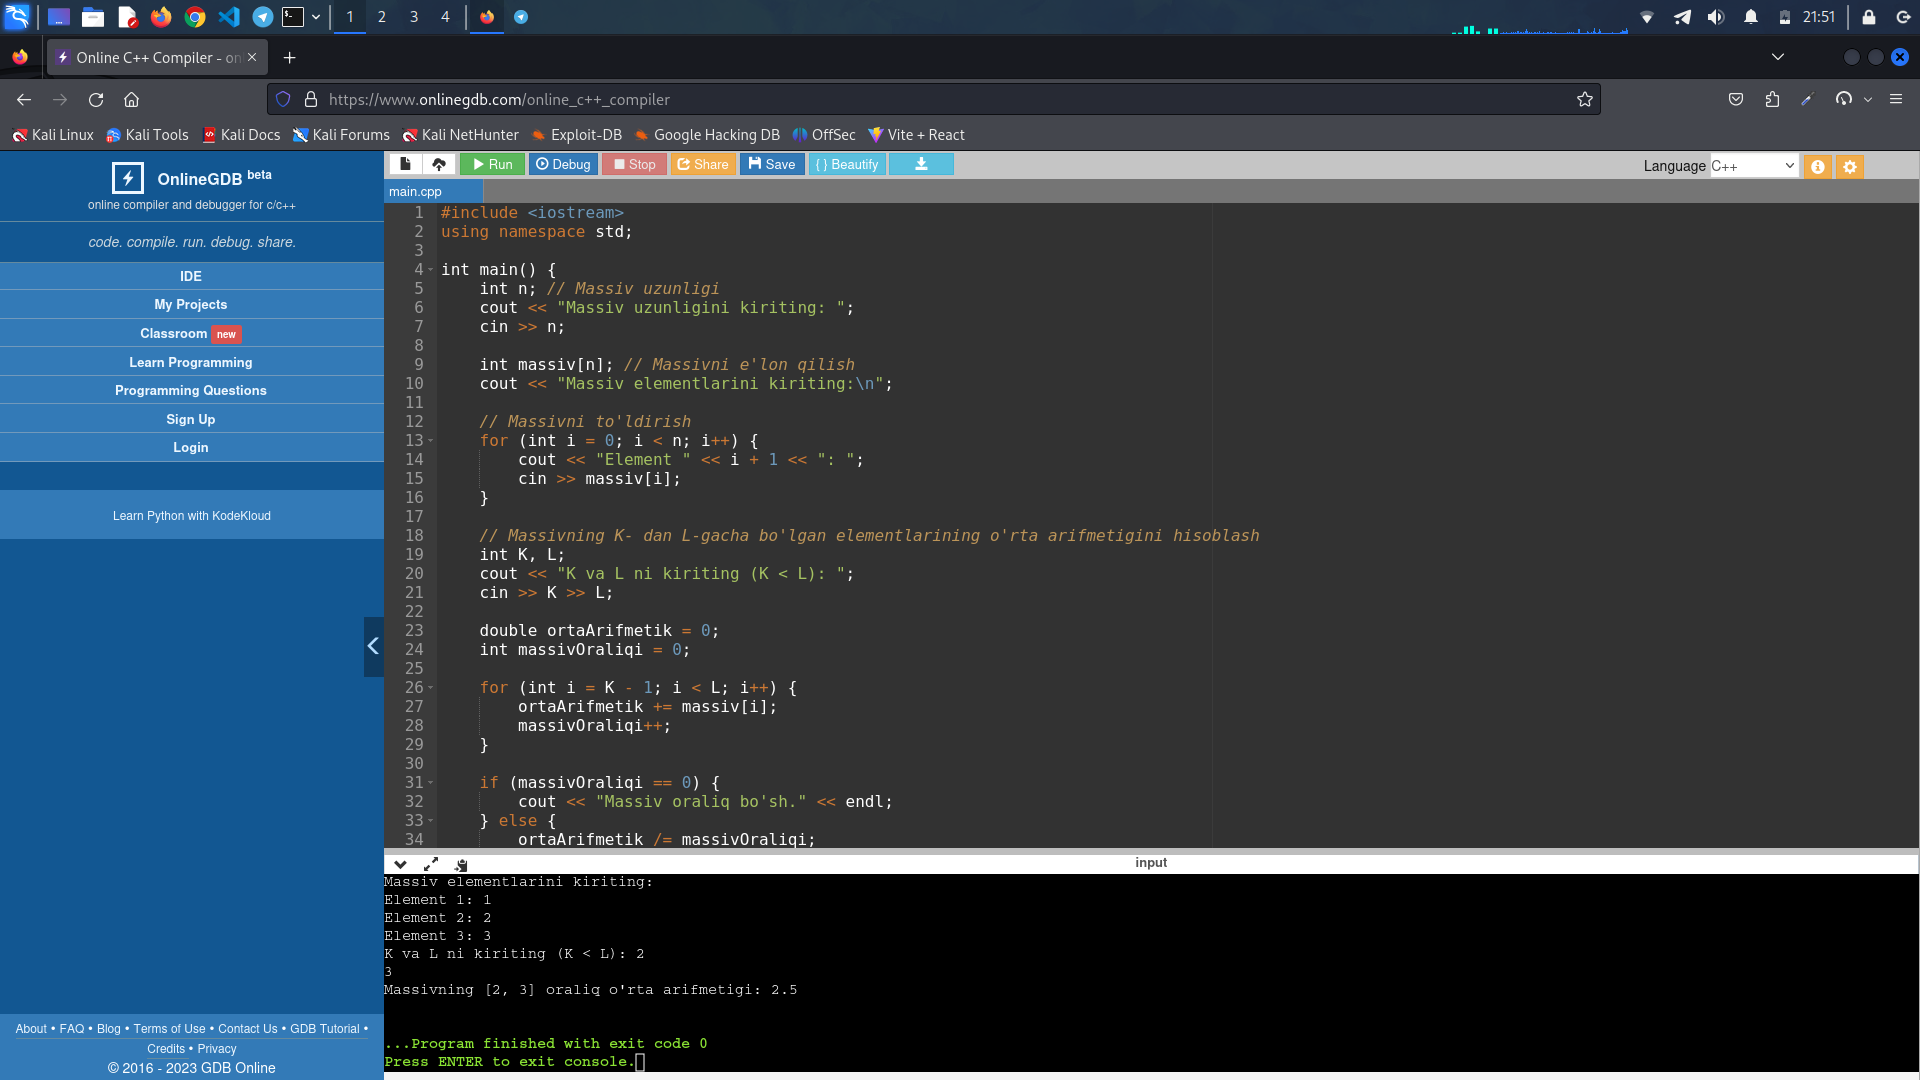 1 2 3 4 21:51
Online C++ Compiler - on
https://www.onlinegdb.com/online_c++_compiler
Kali Linux Kali Tools Kali Docs Kali Forums Kali NetHunter Exploit-DB Google Hacking DB OffSec Vite + React
OnlineGDB beta
online compiler and debugger for c/c++
code. compile. run. debug. share.
IDE
My Projects
Classroom new
Learn Programming
Programming Questions
Sign Up
Login
Learn Python with KodeKloud
About • FAQ • Blog • Terms of Use • Contact Us • GDB Tutorial •
Credits • Privacy
© 2016 - 2023 GDB Online
Run Debug Stop Share Save { } Beautify Language C++
main.cpp
1 #include <iostream>
2 using namespace std;
3
4 int main() {
5     int n; // Massiv uzunligi
6     cout << "Massiv uzunligini kiriting: ";
7     cin >> n;
8
9     int massiv[n]; // Massivni e'lon qilish
10     cout << "Massiv elementlarini kiriting:\n";
11
12     // Massivni to'ldirish
13     for (int i = 0; i < n; i++) {
14         cout << "Element " << i + 1 << ": ";
15         cin >> massiv[i];
16     }
17
18     // Massivning K- dan L-gacha bo'lgan elementlarining o'rta arifmetigini hisoblash
19     int K, L;
20     cout << "K va L ni kiriting (K < L): ";
21     cin >> K >> L;
22
23     double ortaArifmetik = 0;
24     int massivOraliqi = 0;
25
26     for (int i = K - 1; i < L; i++) {
27         ortaArifmetik += massiv[i];
28         massivOraliqi++;
29     }
30
31     if (massivOraliqi == 0) {
32         cout << "Massiv oraliq bo'sh." << endl;
33     } else {
34         ortaArifmetik /= massivOraliqi;
input
Massiv elementlarini kiriting:
Element 1: 1
Element 2: 2
Element 3: 3
K va L ni kiriting (K < L): 2
3
Massivning [2, 3] oraliq o'rta arifmetigi: 2.5
...Program finished with exit code 0
Press ENTER to exit console.